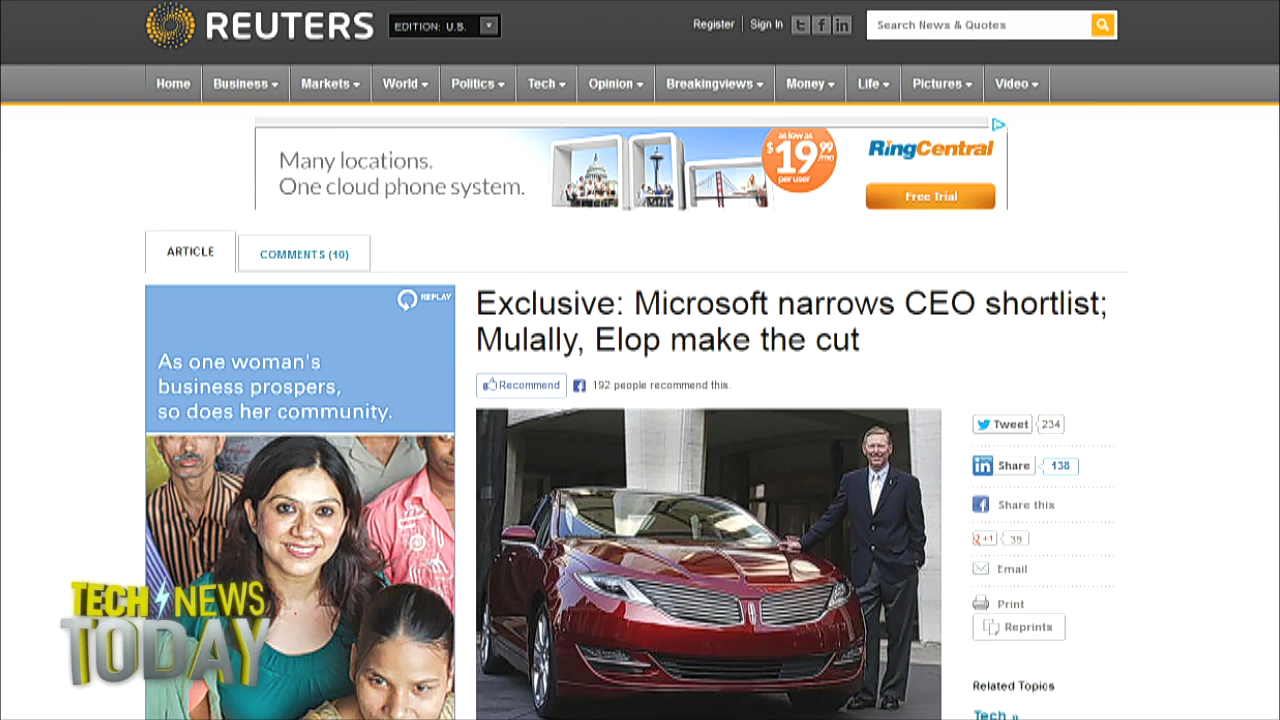 REUTERS
EDITION: U.S.
Register
Sign In
Search News & Quotes
Home
Business
Markets
World
Politics
Tech
Opinion
Breakingviews
Money
Life
Pictures
Video
Many locations.
One cloud phone system.
as low as
$19.99
/mo
per user
RingCentral
Free Trial
ARTICLE
COMMENTS (10)
REPLAY
As one woman's
business prospers,
so does her community.
Exclusive: Microsoft narrows CEO shortlist;
Mulally, Elop make the cut
Recommend
192 people recommend this.
Tweet 234
in Share 138
Share this
+1 39
Email
Print
Reprints
Related Topics
Tech »
TECH NEWS
TODAY